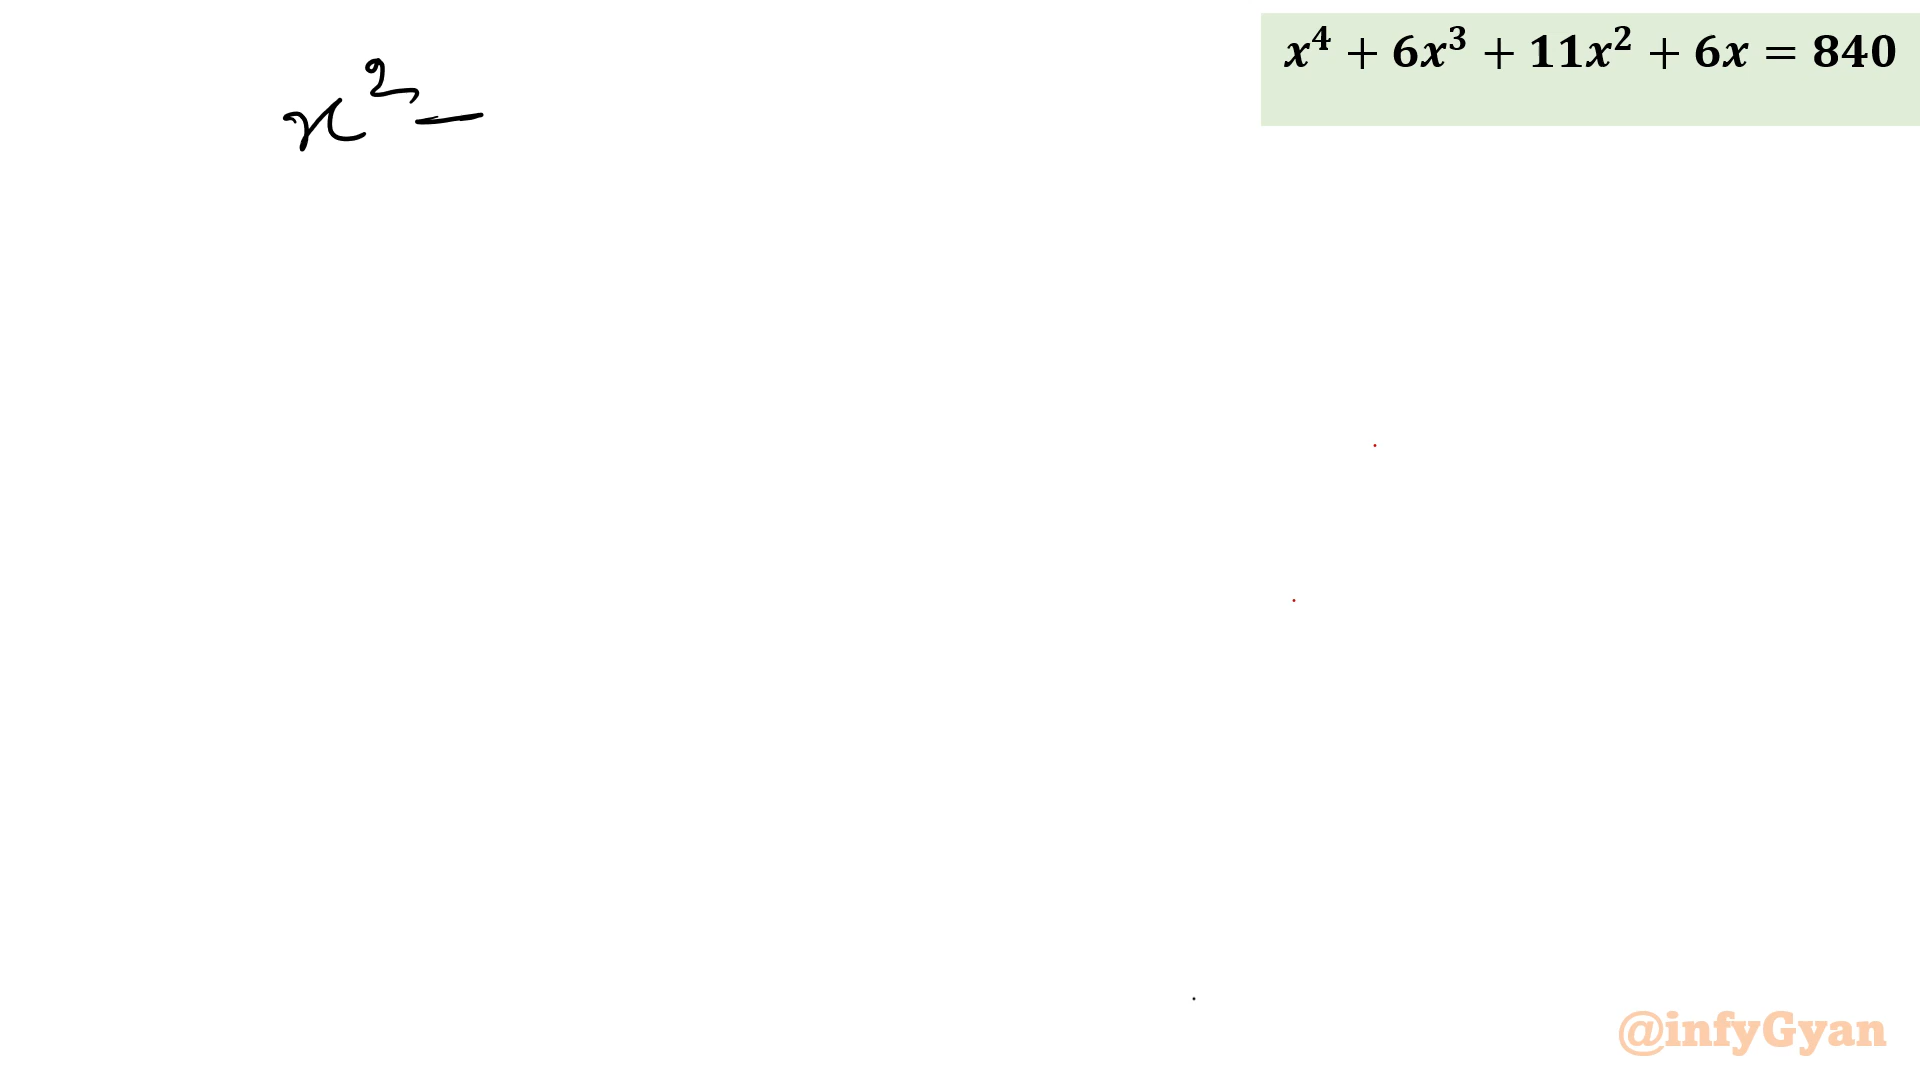 x² –
x⁴ + 6x³ + 11x² + 6x = 840
@infyGyan